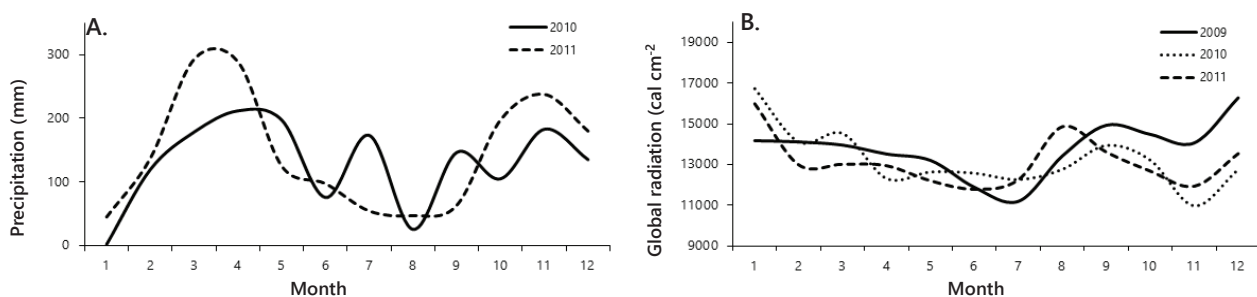 A.
2010
2011
Precipitation (mm)
300
200
100
0
1 2 3 4 5 6 7 8 9 10 11 12
Month
B.
2009
2010
2011
Global radiation (cal cm⁻²)
19000
17000
15000
13000
11000
9000
1 2 3 4 5 6 7 8 9 10 11 12
Month